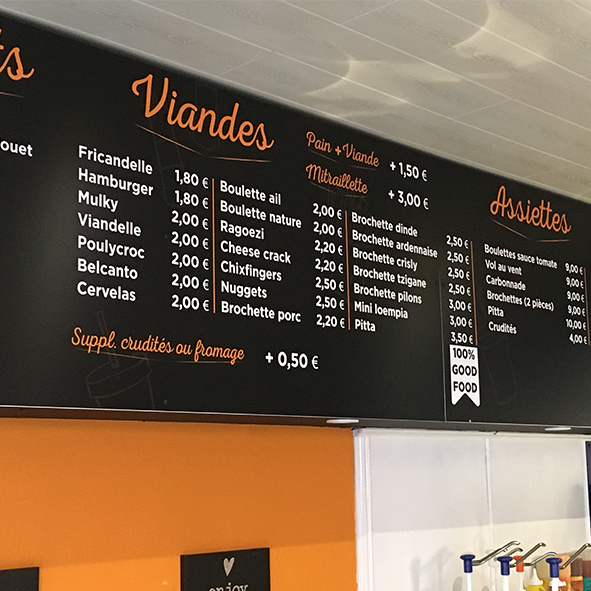 ts
ouet
Viandes
Fricandelle 1,80 €
Hamburger 1,80 €
Mulky 2,00 €
Viandelle 2,00 €
Poulycroc 2,00 €
Belcanto 2,00 €
Cervelas 2,00 €
Boulette ail 2,00 €
Boulette nature 2,00 €
Ragoezi 2,20 €
Cheese crack 2,20 €
Chixfingers 2,50 €
Nuggets 2,50 €
Brochette porc 2,20 €
Pain + Viande + 1,50 €
Mitraillette + 3,00 €
Brochette dinde 2,50 €
Brochette ardennaise 2,50 €
Brochette crisly 2,50 €
Brochette tzigane 2,50 €
Brochette pilons 3,00 €
Mini loempia 3,00 €
Pitta 3,50 €
Suppl. crudités ou fromage + 0,50 €
100%
GOOD
FOOD
Assiettes
Boulettes sauce tomate 9,00 €
Vol au vent 9,00 €
Carbonnade 9,00 €
Brochettes (2 pièces) 9,00 €
Pitta 10,00 €
Crudités 4,00 €
enjoy